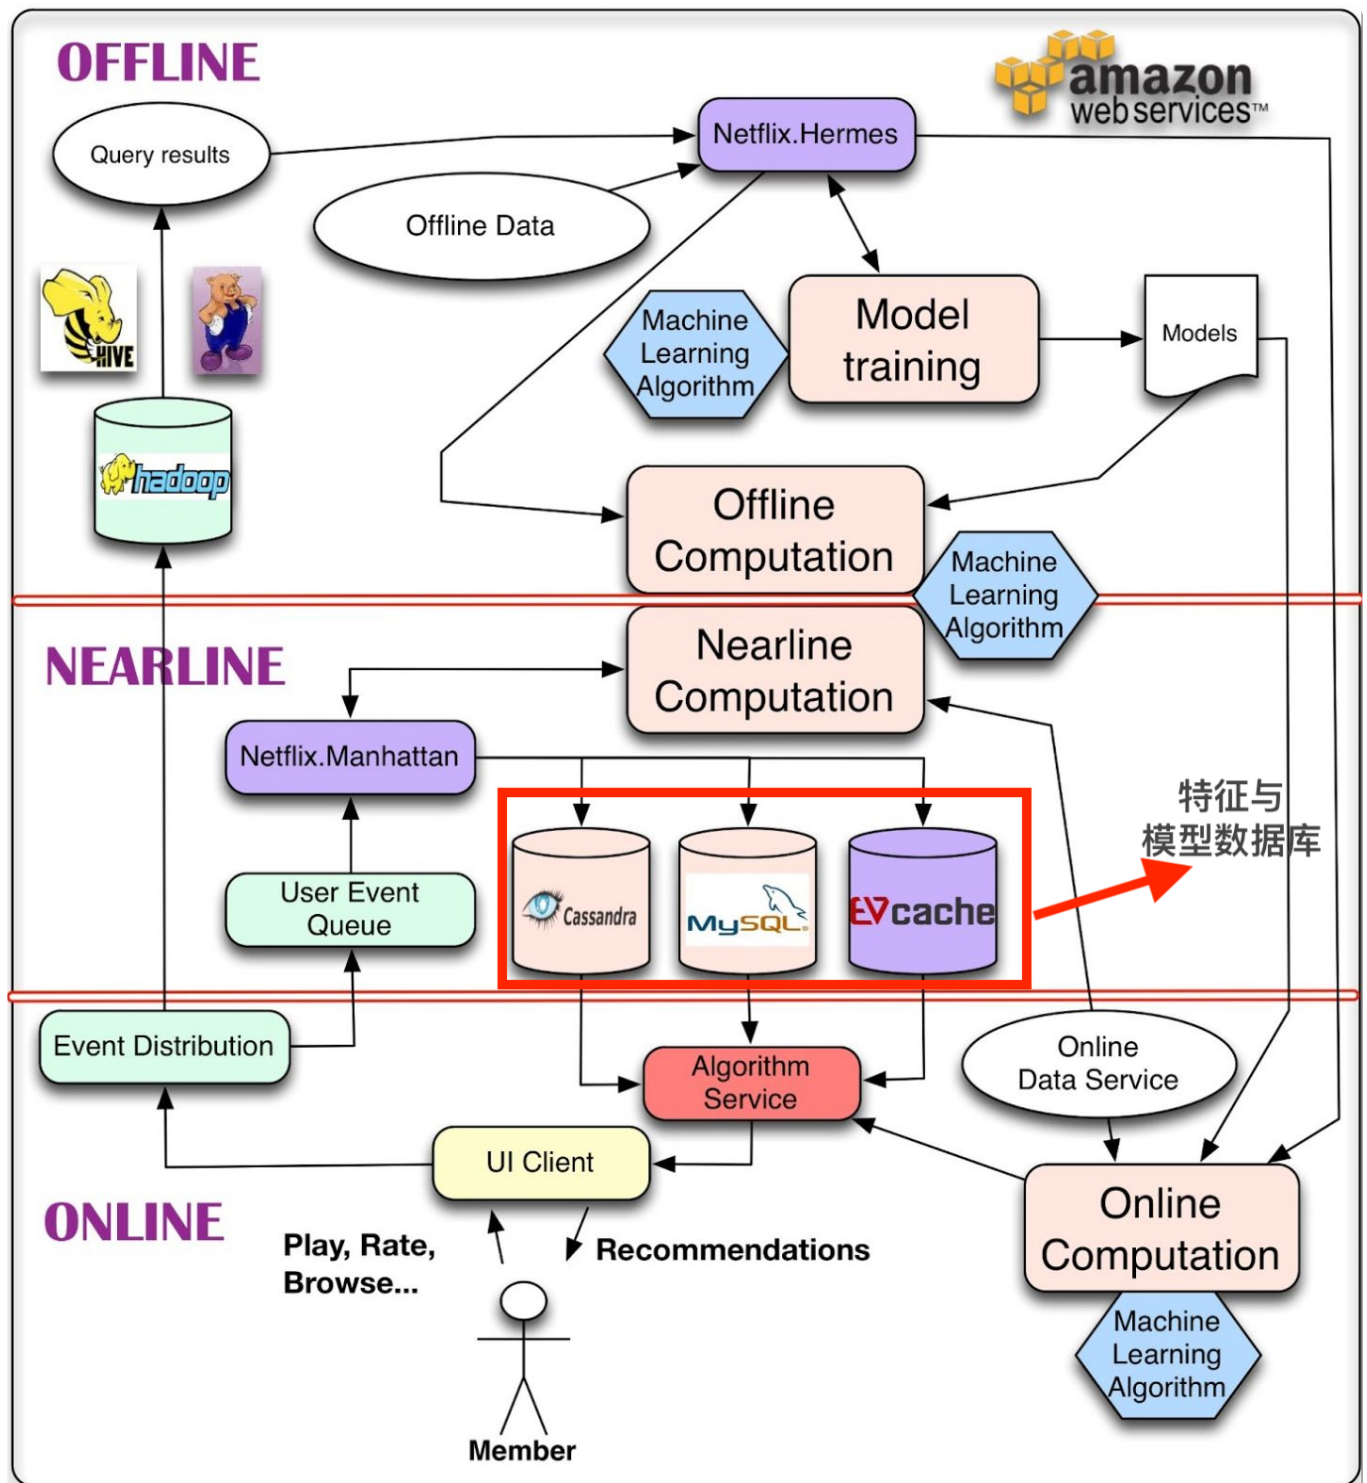 OFFLINE
amazon
webservices™
Query results
Netflix.Hermes
Offline Data
HIVE
Machine
Learning
Algorithm
Model
training
Models
hadoop
Offline
Computation
Machine
Learning
Algorithm
NEARLINE
Nearline
Computation
Netflix.Manhattan
特征与
模型数据库
User Event
Queue
Cassandra
MySQL
EVcache
Event Distribution
Algorithm
Service
Online
Data Service
UI Client
ONLINE
Play, Rate,
Browse...
Recommendations
Online
Computation
Machine
Learning
Algorithm
Member